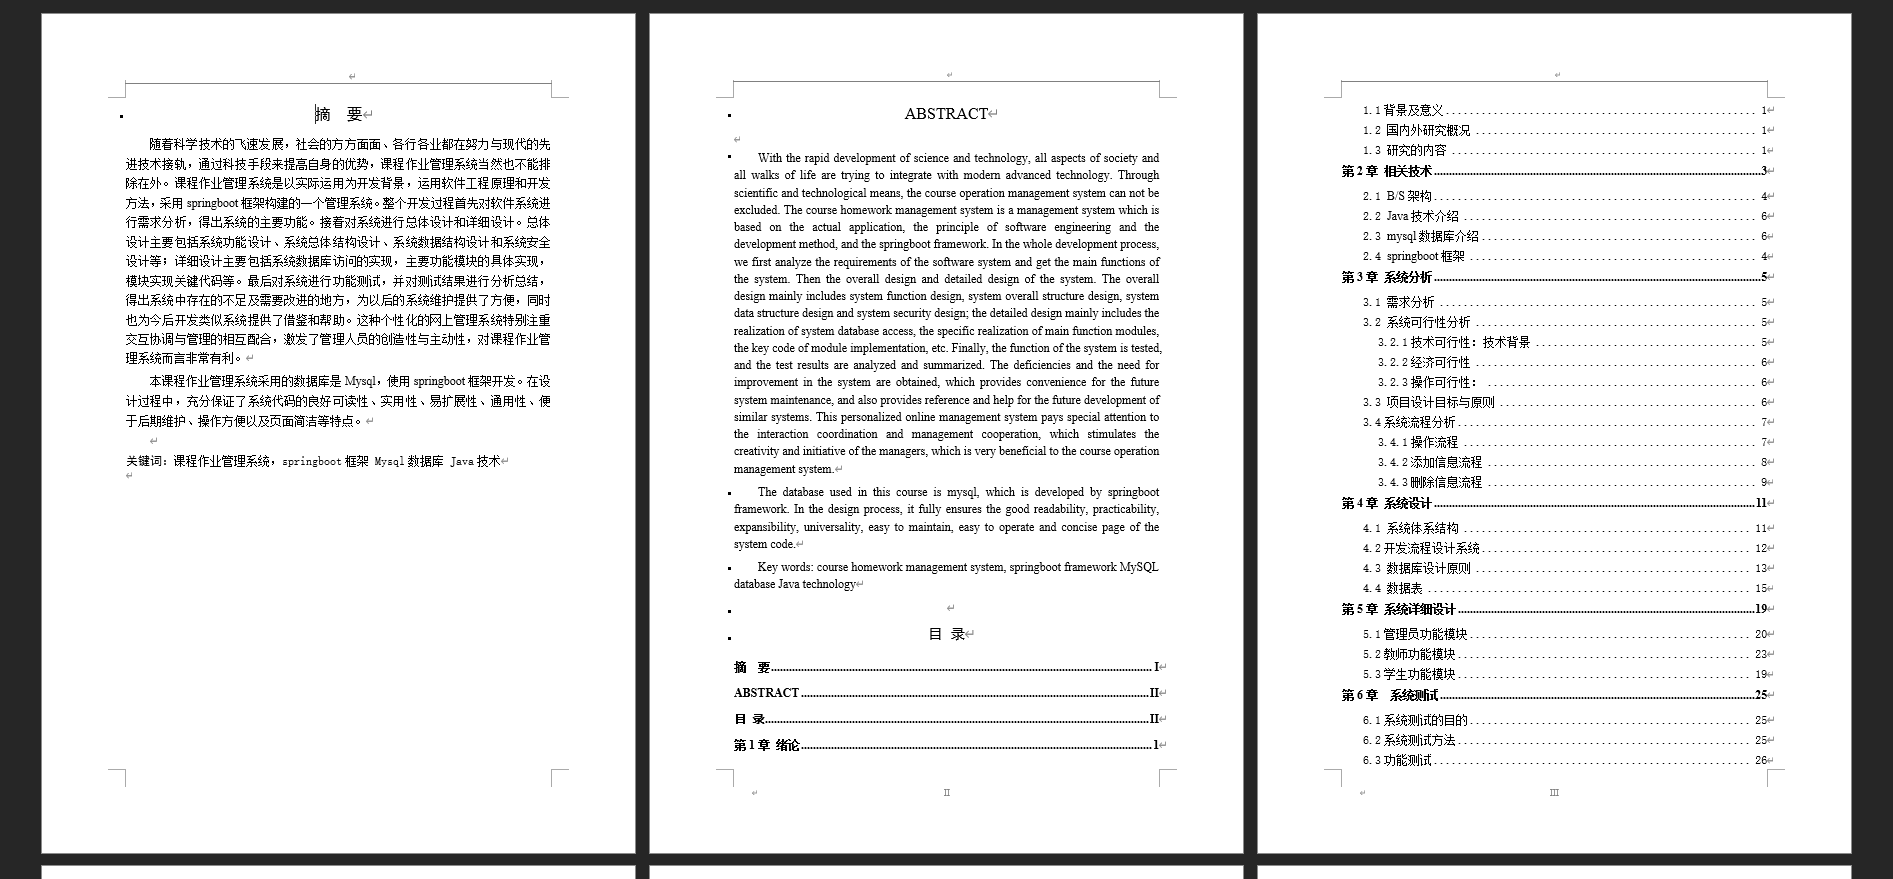 摘　要
随着科学技术的飞速发展，社会的方方面面、各行各业都在努力与现代的先
进技术接轨，通过科技手段来提高自身的优势，课程作业管理系统当然也不能排
除在外。课程作业管理系统是以实际运用为开发背景，运用软件工程原理和开发
方法，采用 springboot 框架构建的一个管理系统。整个开发过程首先对软件系统进
行需求分析，得出系统的主要功能。接着对系统进行总体设计和详细设计。总体
设计主要包括系统功能设计、系统总体结构设计、系统数据结构设计和系统安全
设计等；详细设计主要包括系统数据库访问的实现，主要功能模块的具体实现，
模块实现关键代码等。最后对系统进行功能测试，并对测试结果进行分析总结，
得出系统中存在的不足及需要改进的地方，为以后的系统维护提供了方便，同时
也为今后开发类似系统提供了借鉴和帮助。这种个性化的网上管理系统特别注重
交互协调与管理的相互配合，激发了管理人员的创造性与主动性，对课程作业管
理系统而言非常有利。
本课程作业管理系统采用的数据库是 Mysql，使用 springboot 框架开发。在设
计过程中，充分保证了系统代码的良好可读性、实用性、易扩展性、通用性、便
于后期维护、操作方便以及页面简洁等特点。
关键词：课程作业管理系统，springboot 框架 Mysql 数据库 Java 技术
ABSTRACT
With the rapid development of science and technology, all aspects of society and
all walks of life are trying to integrate with modern advanced technology. Through
scientific and technological means, the course operation management system can not be
excluded. The course homework management system is a management system which is
based on the actual application, the principle of software engineering and the
development method, and the springboot framework. In the whole development process,
we first analyze the requirements of the software system and get the main functions of
the system. Then the overall design and detailed design of the system. The overall
design mainly includes system function design, system overall structure design, system
data structure design and system security design; the detailed design mainly includes the
realization of system database access, the specific realization of main function modules,
the key code of module implementation, etc. Finally, the function of the system is tested,
and the test results are analyzed and summarized. The deficiencies and the need for
improvement in the system are obtained, which provides convenience for the future
system maintenance, and also provides reference and help for the future development of
similar systems. This personalized online management system pays special attention to
the interaction coordination and management cooperation, which stimulates the
creativity and initiative of the managers, which is very beneficial to the course operation
management system.
The database used in this course is mysql, which is developed by springboot
framework. In the design process, it fully ensures the good readability, practicability,
expansibility, universality, easy to maintain, easy to operate and concise page of the
system code.
Key words: course homework management system, springboot framework MySQL
database Java technology
目 录
摘　要 I
ABSTRACT II
目 录 II
第 1 章 绪论 1
II
1.1 背景及意义 1
1.2 国内外研究概况 1
1.3 研究的内容 1
第 2 章 相关技术 3
2.1 B/S 架构 4
2.2 Java 技术介绍 6
2.3 mysql 数据库介绍 6
2.4 springboot 框架 4
第 3 章 系统分析 5
3.1 需求分析 5
3.2 系统可行性分析 5
3.2.1 技术可行性：技术背景 5
3.2.2 经济可行性 6
3.2.3 操作可行性： 6
3.3 项目设计目标与原则 6
3.4 系统流程分析 7
3.4.1 操作流程 7
3.4.2 添加信息流程 8
3.4.3 删除信息流程 9
第 4 章 系统设计 11
4.1 系统体系结构 11
4.2 开发流程设计系统 12
4.3 数据库设计原则 13
4.4 数据表 15
第 5 章 系统详细设计 19
5.1 管理员功能模块 20
5.2 教师功能模块 23
5.3 学生功能模块 19
第 6 章　系统测试 25
6.1 系统测试的目的 25
6.2 系统测试方法 25
6.3 功能测试 26
III